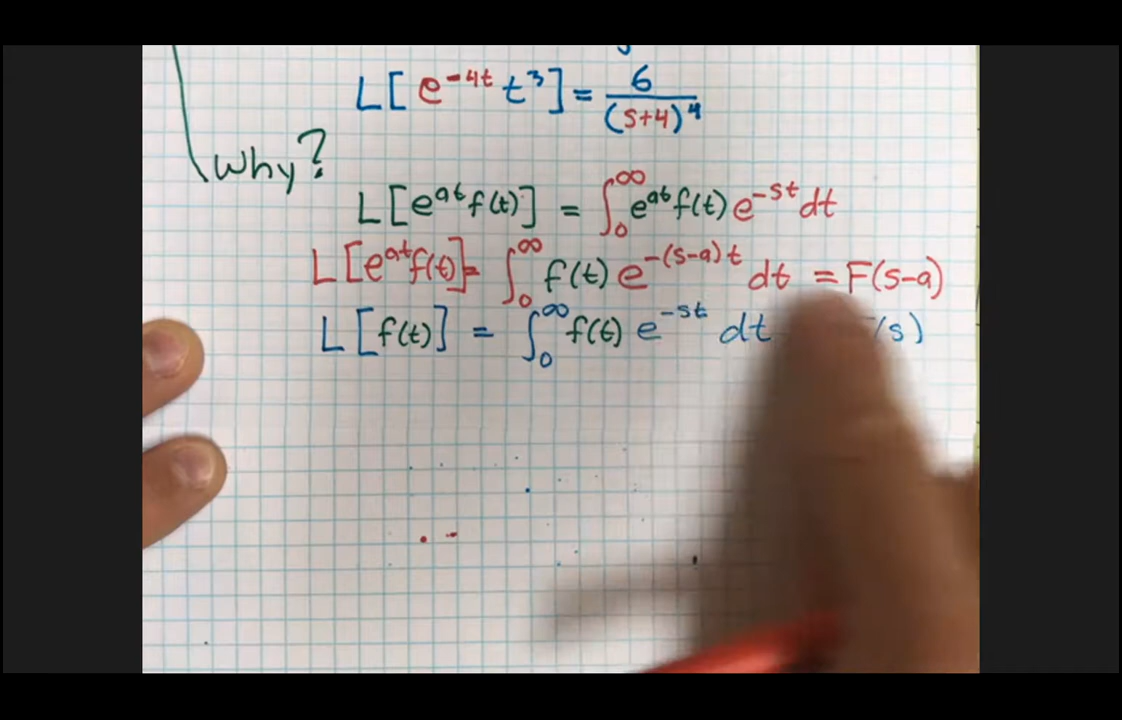 L[e^{-4t} t^3] = 6/(s+4)^4
Why?
L[e^{at} f(t)] = ∫_0^∞ e^{at} f(t) e^{-st} dt
L[e^{at} f(t)] = ∫_0^∞ f(t) e^{-(s-a)t} dt = F(s-a)
L[f(t)] = ∫_0^∞ f(t) e^{-st} dt (s)